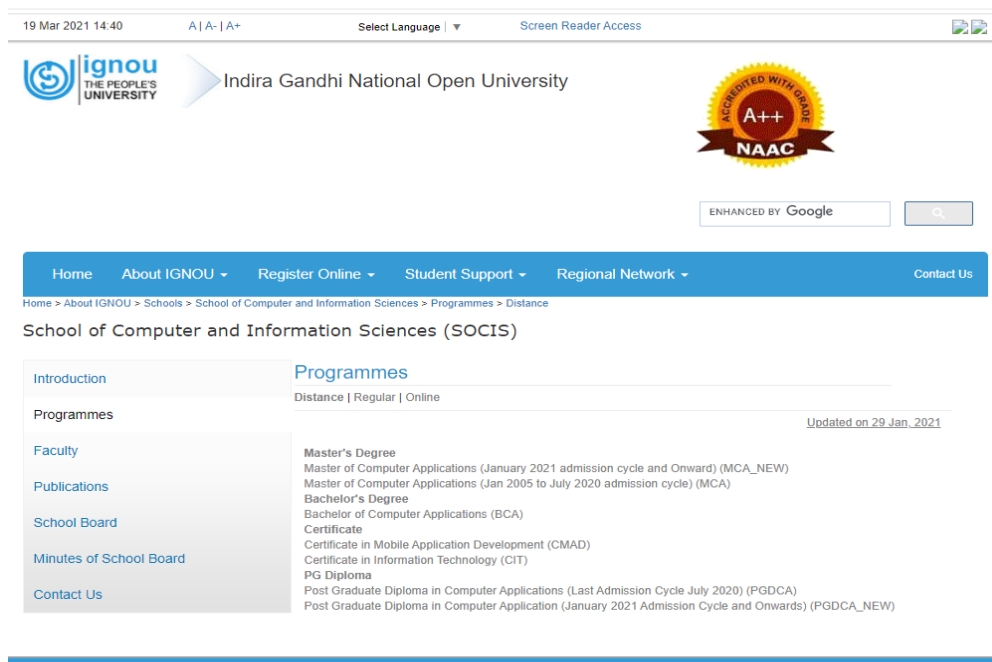 19 Mar 2021 14:40 A | A- | A+ Select Language ▼ Screen Reader Access
ignou
THE PEOPLE'S
UNIVERSITY
Indira Gandhi National Open University
ACCREDITED WITH GRADE
A++
NAAC
ENHANCED BY Google
Home About IGNOU Register Online Student Support Regional Network Contact Us
Home > About IGNOU > Schools > School of Computer and Information Sciences > Programmes > Distance
School of Computer and Information Sciences (SOCIS)
Introduction
Programmes
Faculty
Publications
School Board
Minutes of School Board
Contact Us
Programmes
Distance | Regular | Online
Updated on 29 Jan, 2021
Master's Degree
Master of Computer Applications (January 2021 admission cycle and Onward) (MCA_NEW)
Master of Computer Applications (Jan 2005 to July 2020 admission cycle) (MCA)
Bachelor's Degree
Bachelor of Computer Applications (BCA)
Certificate
Certificate in Mobile Application Development (CMAD)
Certificate in Information Technology (CIT)
PG Diploma
Post Graduate Diploma in Computer Applications (Last Admission Cycle July 2020) (PGDCA)
Post Graduate Diploma in Computer Application (January 2021 Admission Cycle and Onwards) (PGDCA_NEW)